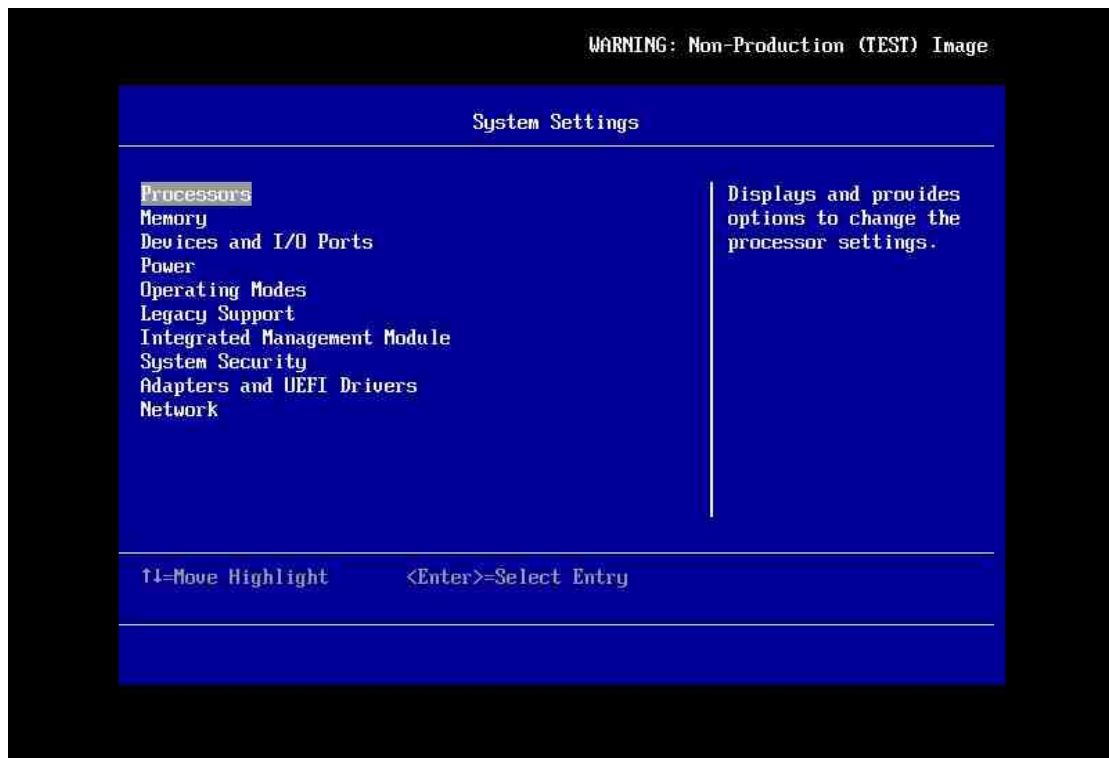 WARNING: Non-Production (TEST) Image
System Settings
Processors
Memory
Devices and I/O Ports
Power
Operating Modes
Legacy Support
Integrated Management Module
System Security
Adapters and UEFI Drivers
Network
Displays and provides
options to change the
processor settings.
↑↓=Move Highlight <Enter>=Select Entry